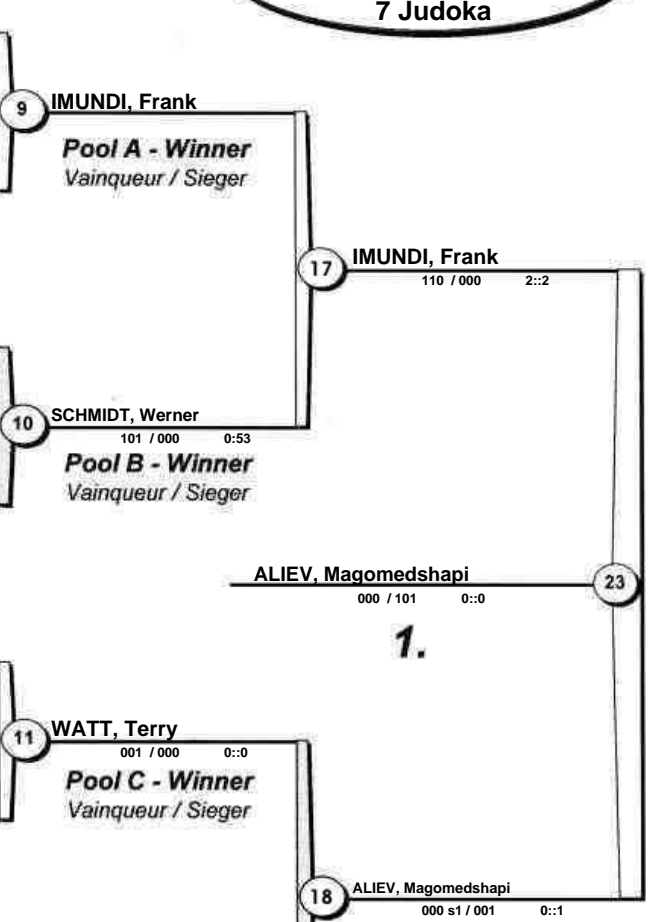 7 Judoka
9 IMUNDI, Frank
Pool A - Winner
Vainqueur / Sieger
17 IMUNDI, Frank
110 / 000 2::2
10 SCHMIDT, Werner
101 / 000 0:53
Pool B - Winner
Vainqueur / Sieger
ALIEV, Magomedshapi 23
000 / 101 0::0
1.
11 WATT, Terry
001 / 000 0::0
Pool C - Winner
Vainqueur / Sieger
18 ALIEV, Magomedshapi
000 s1 / 001 0::1